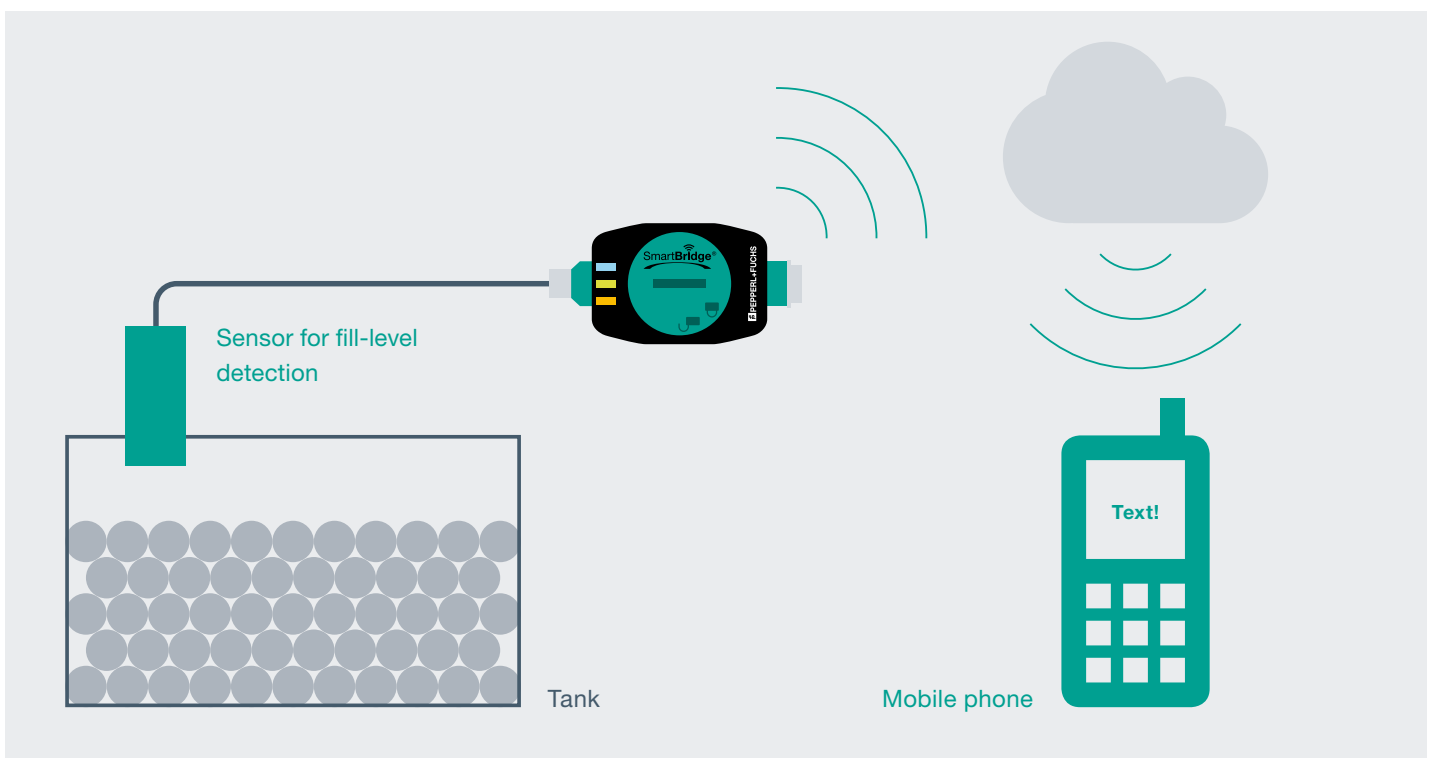 SmartBridge®
PEPPERL+FUCHS
Sensor for fill-level
detection
Text!
Tank
Mobile phone